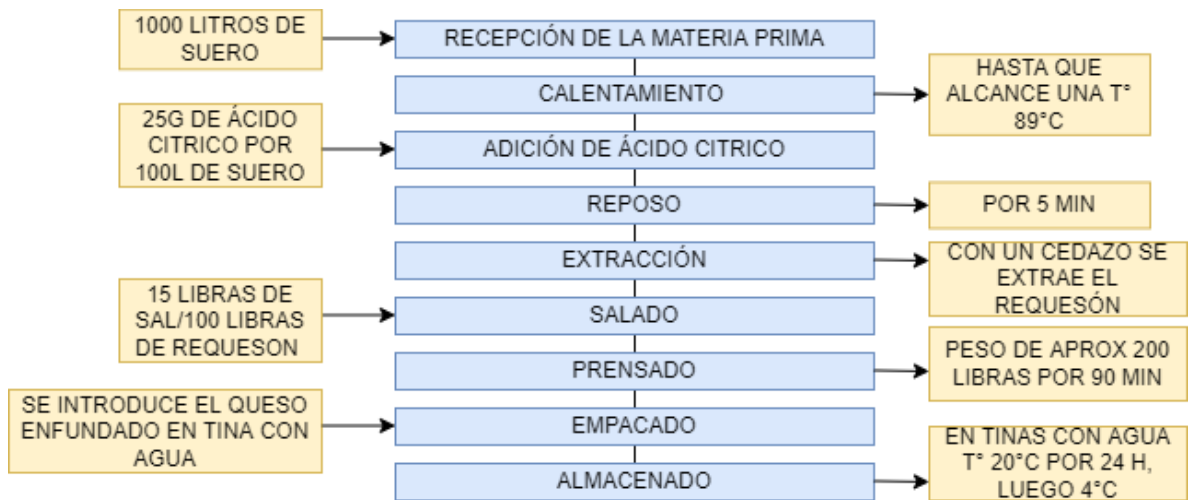 1000 LITROS DE
SUERO
RECEPCIÓN DE LA MATERIA PRIMA
CALENTAMIENTO
HASTA QUE
ALCANCE UNA T°
89°C
25G DE ÁCIDO
CITRICO POR
100L DE SUERO
ADICIÓN DE ÁCIDO CITRICO
REPOSO
POR 5 MIN
EXTRACCIÓN
CON UN CEDAZO SE
EXTRAE EL
REQUESÓN
15 LIBRAS DE
SAL/100 LIBRAS
DE REQUESON
SALADO
PRENSADO
PESO DE APROX 200
LIBRAS POR 90 MIN
SE INTRODUCE EL QUESO
ENFUNDADO EN TINA CON
AGUA
EMPACADO
ALMACENADO
EN TINAS CON AGUA
T° 20°C POR 24 H,
LUEGO 4°C